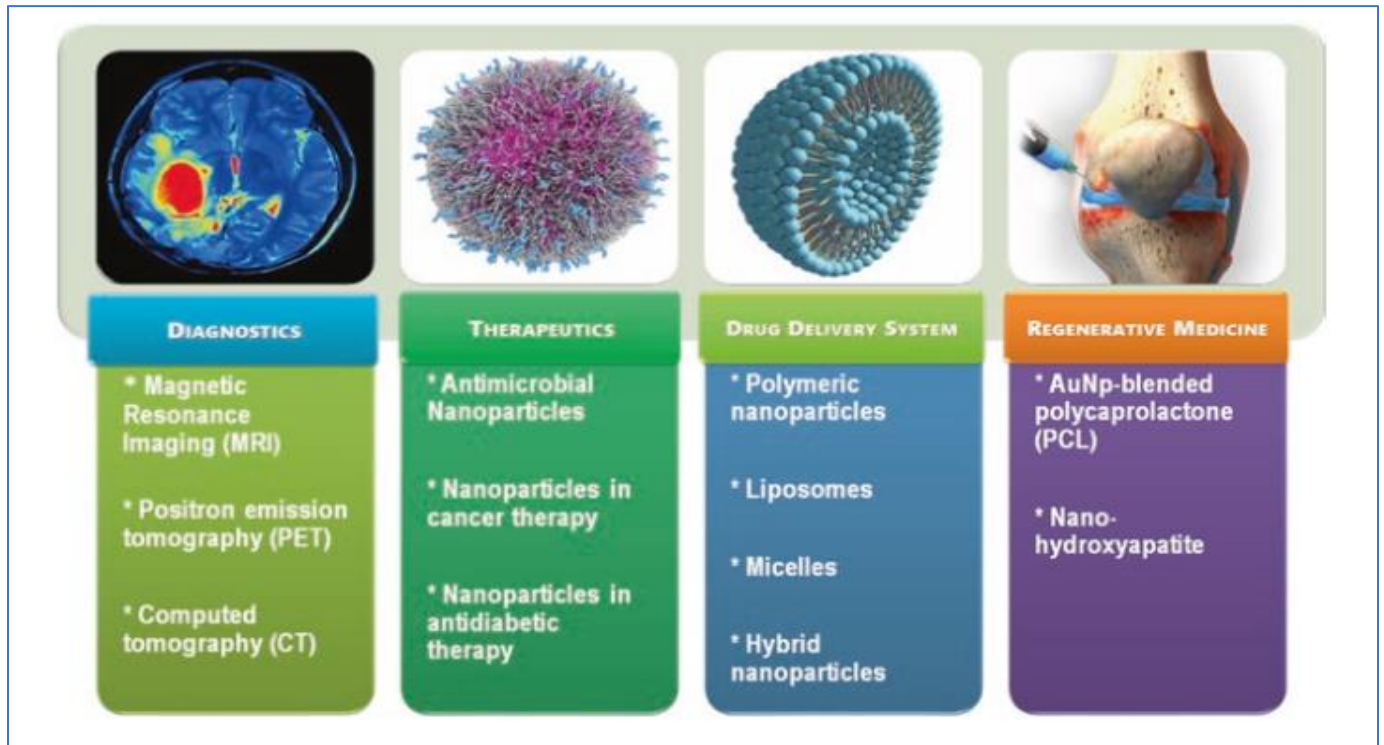 DIAGNOSTICS
* Magnetic
Resonance
Imaging (MRI)
* Positron emission
tomography (PET)
* Computed
tomography (CT)
THERAPEUTICS
* Antimicrobial
Nanoparticles
* Nanoparticles in
cancer therapy
* Nanoparticles in
antidiabetic
therapy
DRUG DELIVERY SYSTEM
* Polymeric
nanoparticles
* Liposomes
* Micelles
* Hybrid
nanoparticles
REGENERATIVE MEDICINE
* AuNp-blended
polycaprolactone
(PCL)
* Nano-
hydroxyapatite